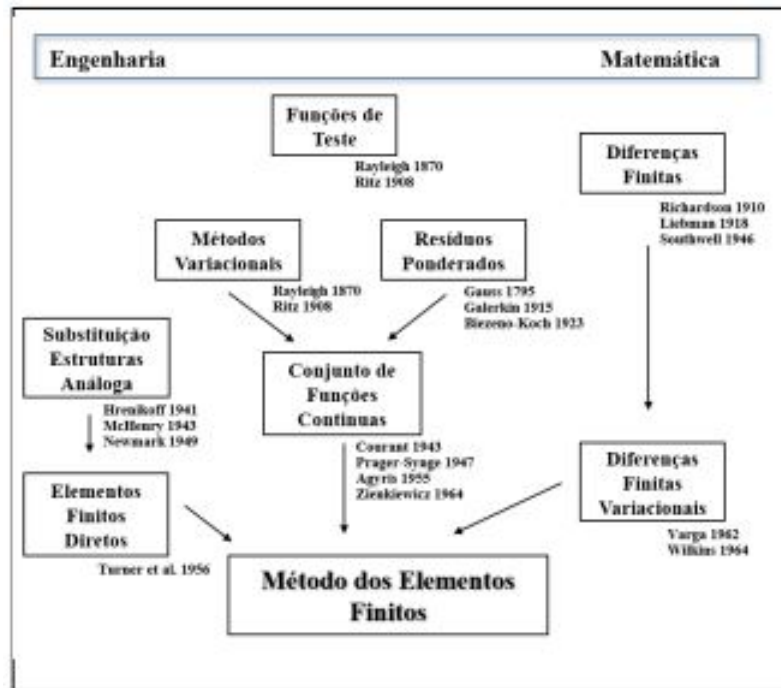 Engenharia
Matemática
Funções de
Teste
Rayleigh 1870
Ritz 1908
Diferenças
Finitas
Richardson 1910
Liebman 1918
Southwell 1946
Métodos
Variacionais
Rayleigh 1870
Ritz 1908
Resíduos
Ponderados
Gauss 1795
Galerkin 1915
Biezeno-Koch 1923
Substituição
Estruturas
Análoga
Hrenikoff 1941
McHenry 1943
Newmark 1949
Conjunto de
Funções
Continuas
Courant 1943
Prager-Synge 1947
Agyris 1955
Zienkiewicz 1964
Elementos
Finitos
Diretos
Turner et al. 1956
Diferenças
Finitas
Variacionais
Varga 1962
Wilkins 1964
Método dos Elementos
Finitos